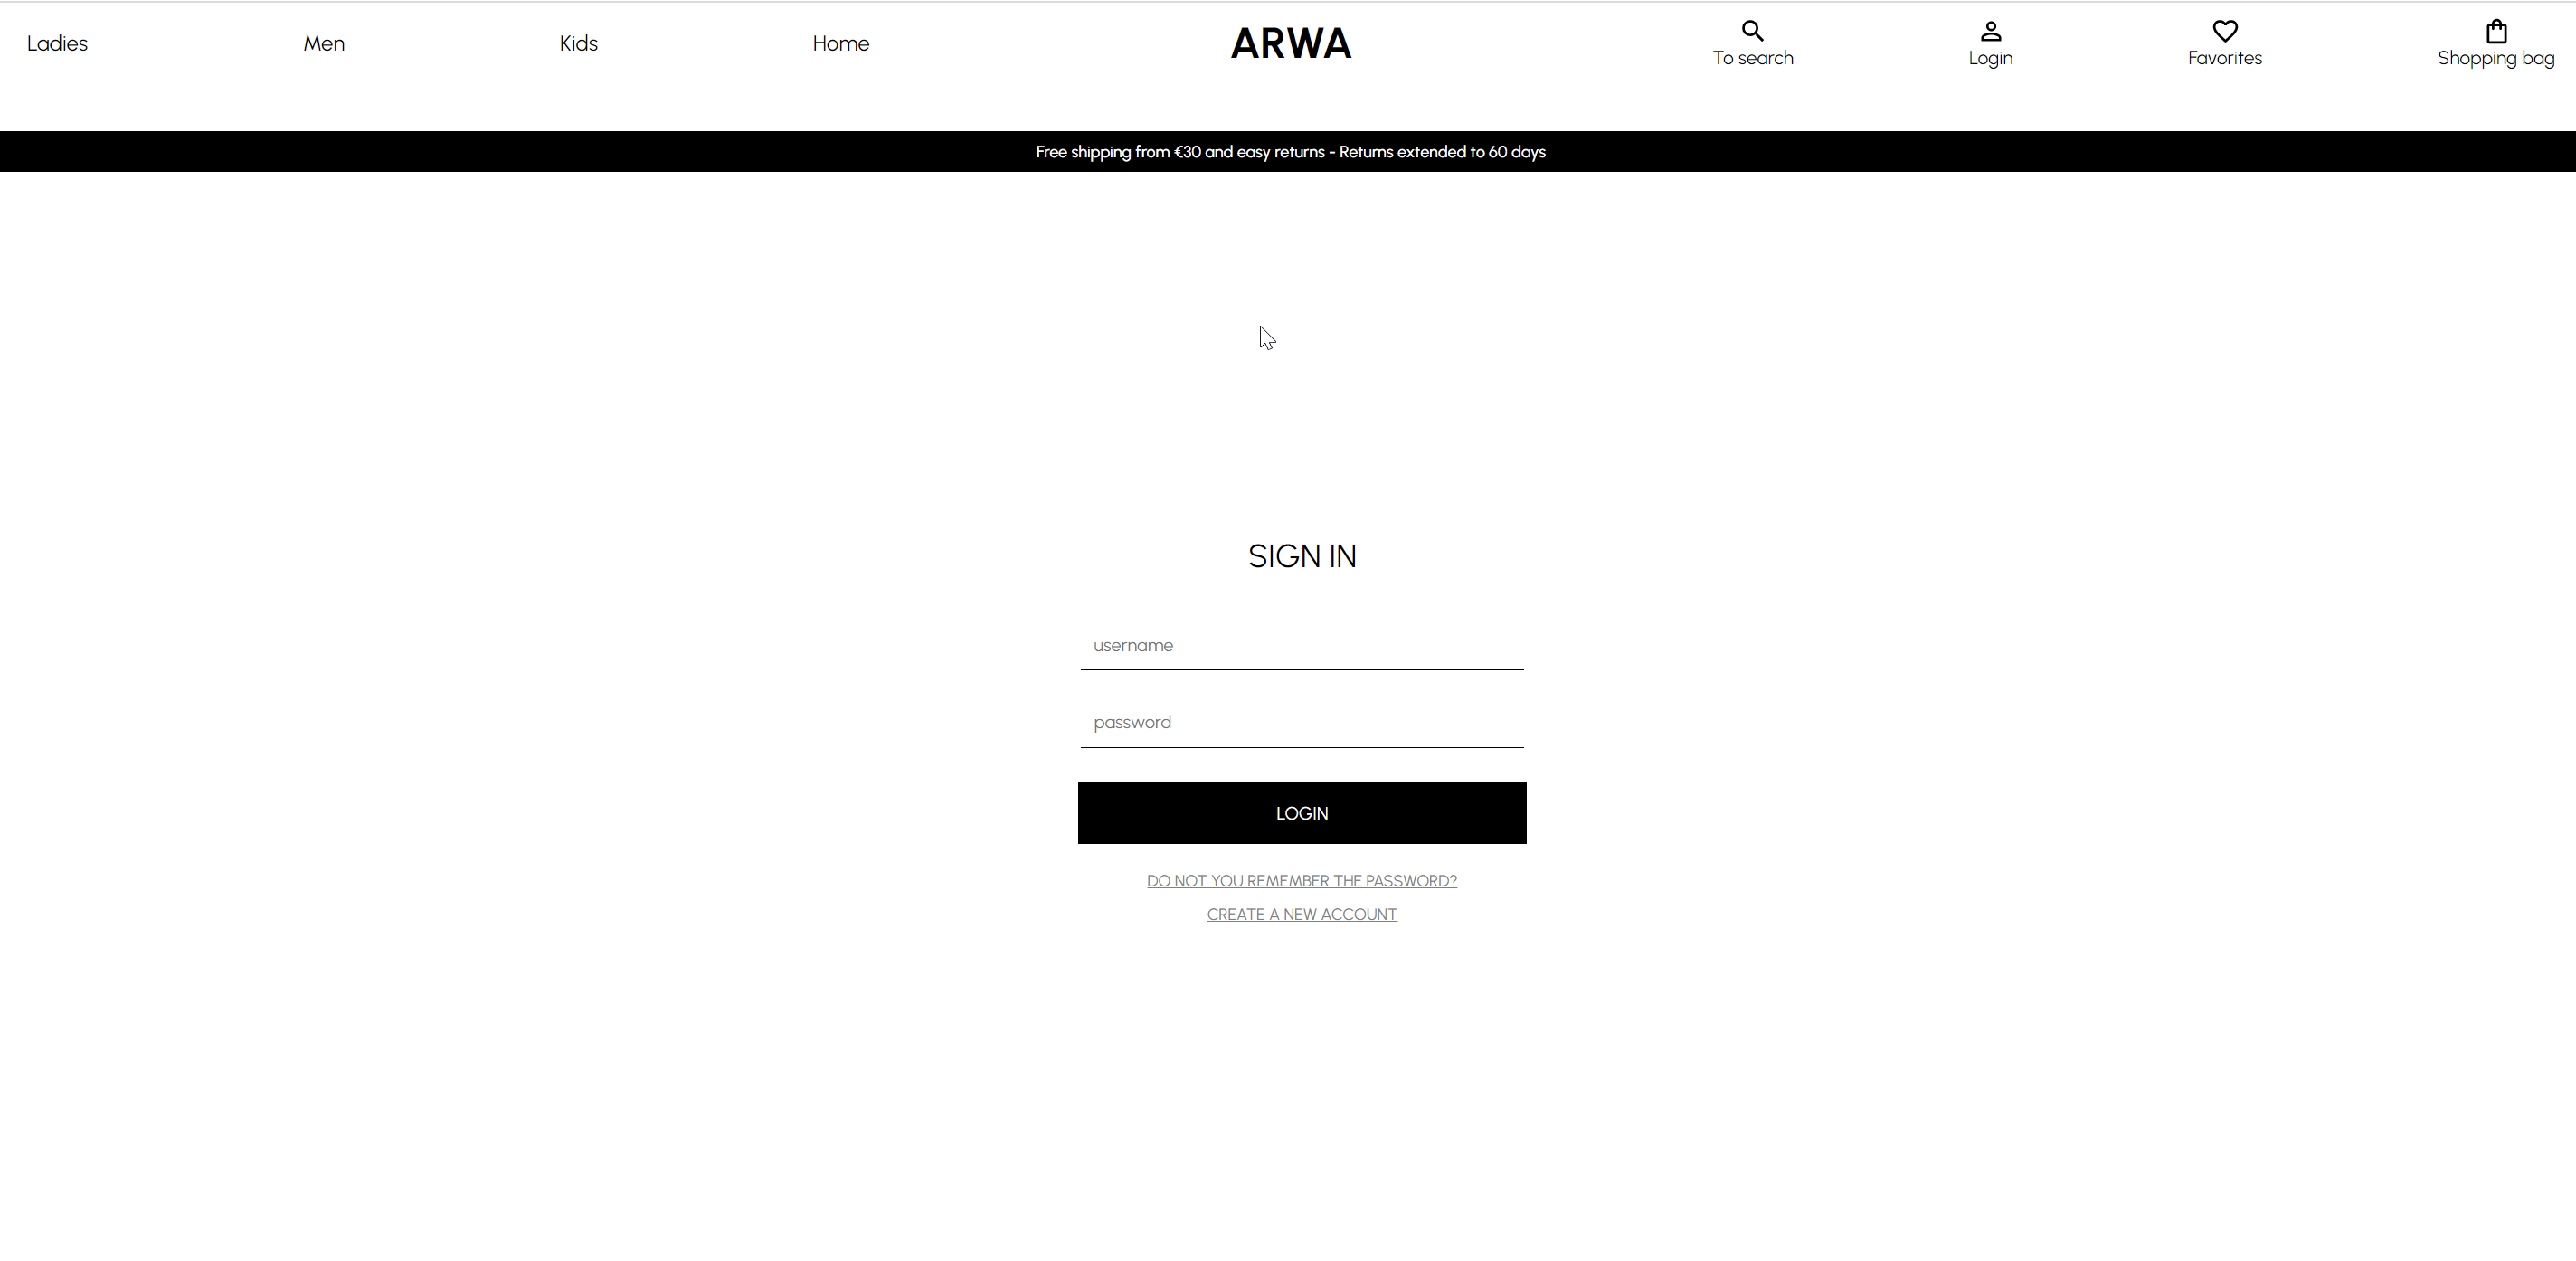 Ladies Men Kids Home ARWA To search Login Favorites Shopping bag
Free shipping from €30 and easy returns - Returns extended to 60 days
SIGN IN
username
password
LOGIN
DO NOT YOU REMEMBER THE PASSWORD?
CREATE A NEW ACCOUNT